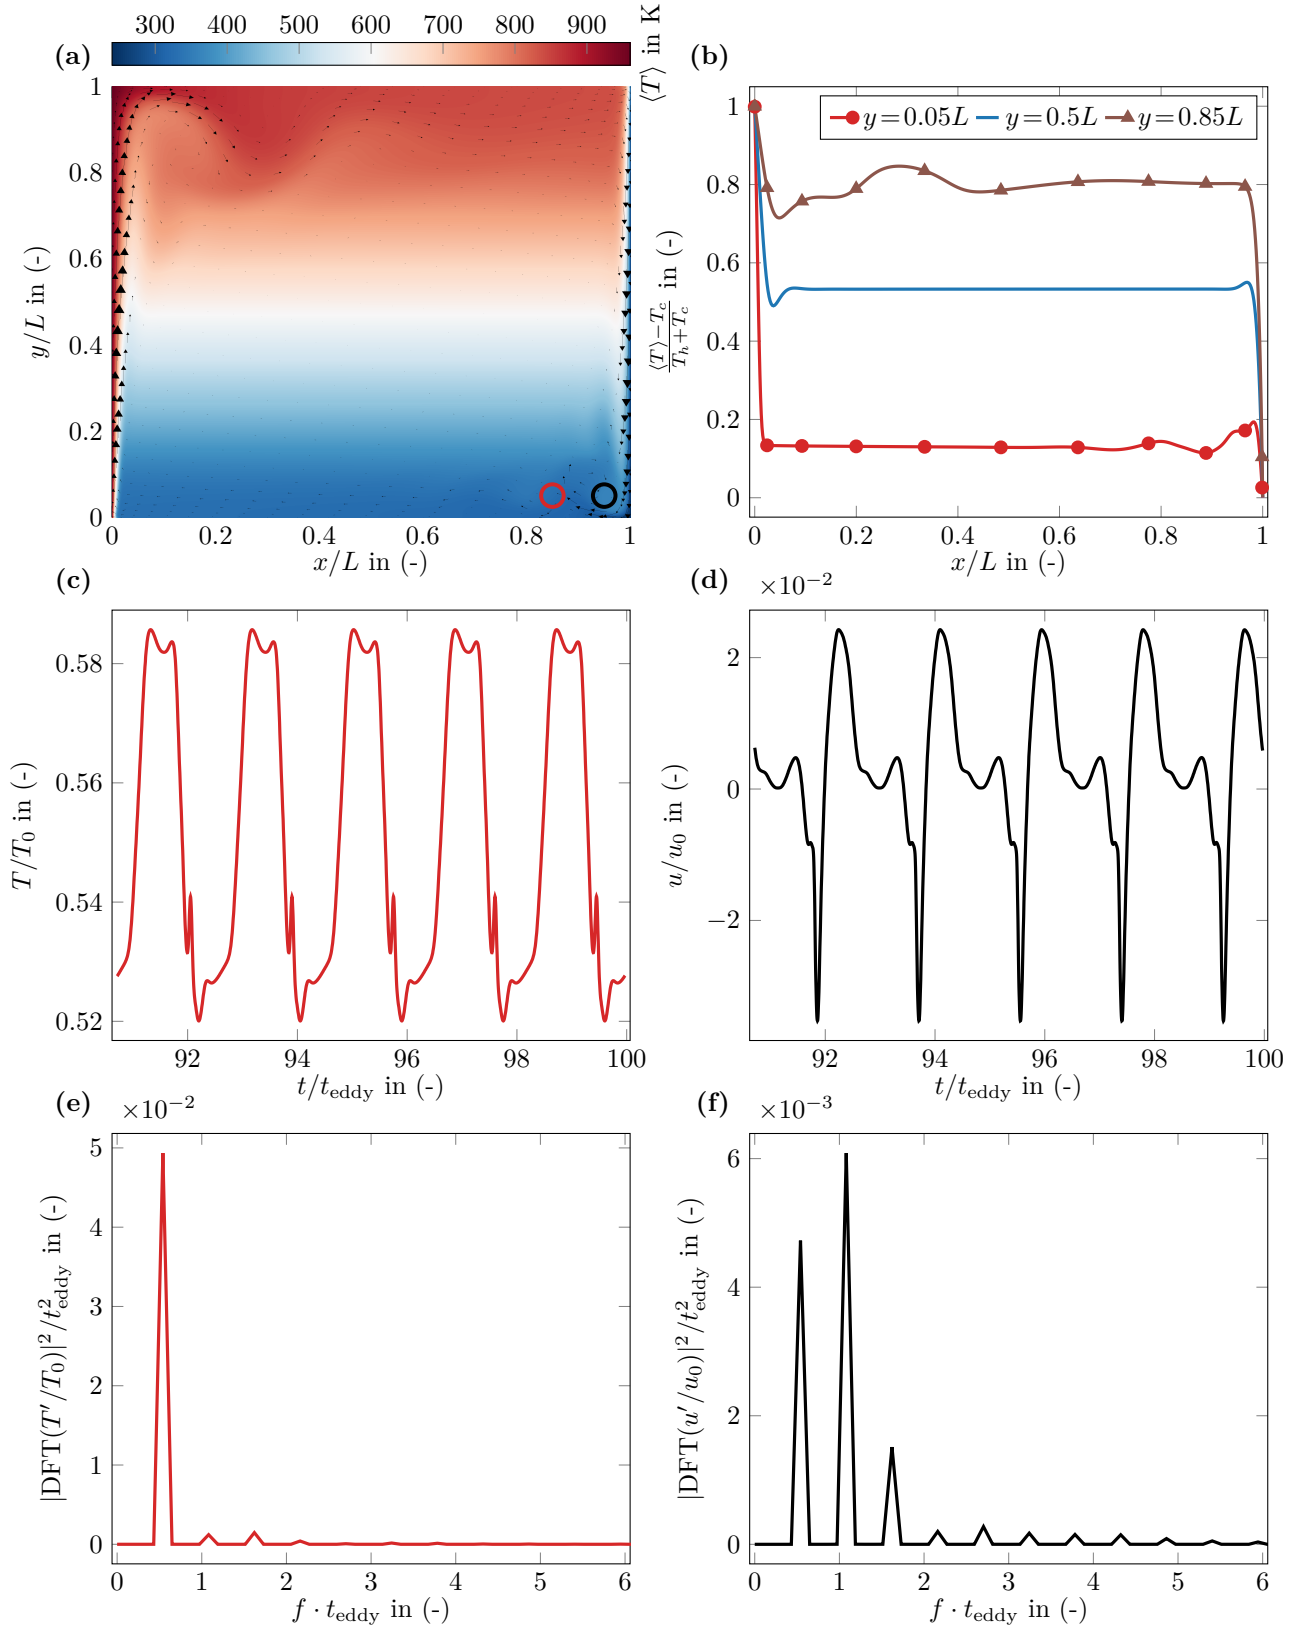 300 400 500 600 700 800 900
⟨T⟩ in K
(a)
1
0.8
0.6
0.4
0.2
0
y/L in (-)
0 0.2 0.4 0.6 0.8 1
x/L in (-)
(b)
y = 0.05L y = 0.5L y = 0.85L
1
0.8
0.6
0.4
0.2
0
⟨T⟩−T_c / T_h+T_c in (-)
0 0.2 0.4 0.6 0.8 1
x/L in (-)
(c)
0.58
0.56
0.54
0.52
T/T_0 in (-)
92 94 96 98 100
t/t_eddy in (-)
(d)
×10^−2
2
0
−2
u/u_0 in (-)
92 94 96 98 100
t/t_eddy in (-)
(e)
×10^−2
5
4
3
2
1
0
|DFT(T′/T_0)|^2/t^2_eddy in (-)
0 1 2 3 4 5 6
f · t_eddy in (-)
(f)
×10^−3
6
4
2
0
|DFT(u′/u_0)|^2/t^2_eddy in (-)
0 1 2 3 4 5 6
f · t_eddy in (-)